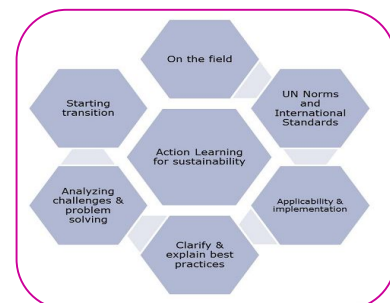 On the field
UN Norms
and
International
Standards
Applicability &
implementation
Clarify &
explain best
practices
Analyzing
challenges &
problem
solving
Starting
transition
Action Learning
for sustainability